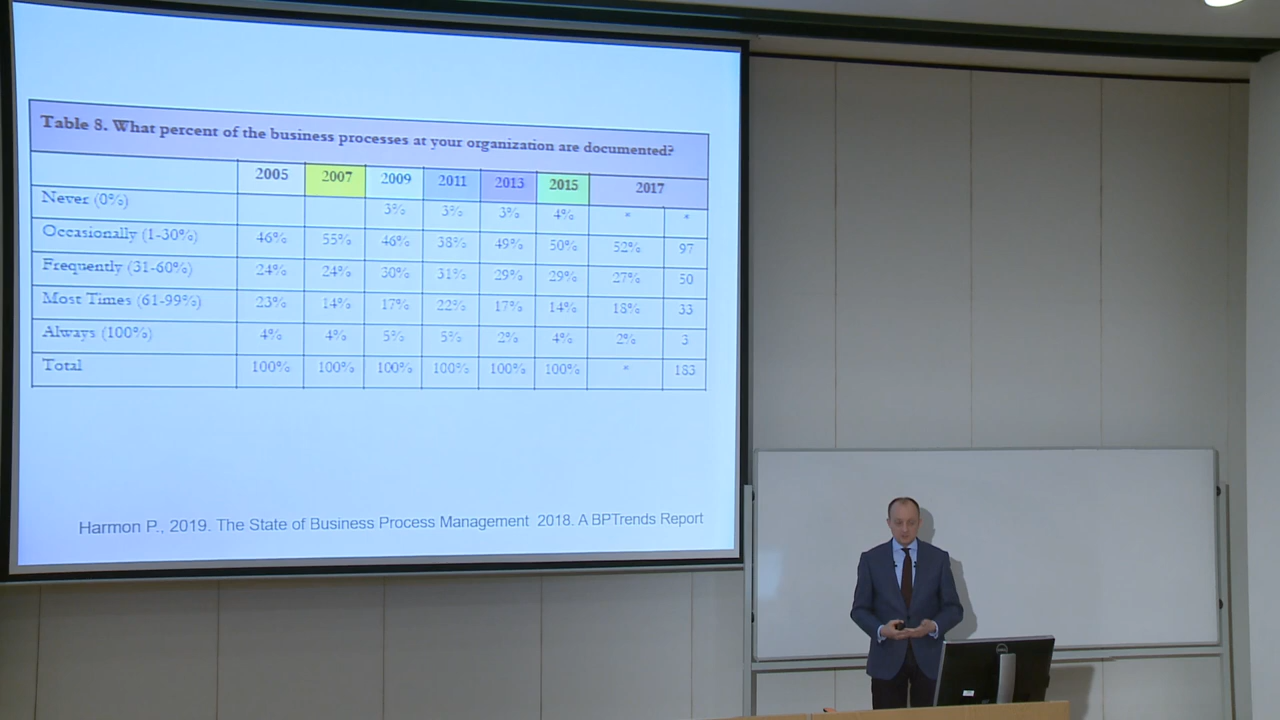 Table 8. What percent of the business processes at your organization are documented?
2005 2007 2009 2011 2013 2015 2017
Never (0%) 3% 3% 3% 4% * *
Occasionally (1-30%) 46% 55% 46% 38% 49% 50% 52% 97
Frequently (31-60%) 24% 24% 30% 31% 29% 29% 27% 50
Most Times (61-99%) 23% 14% 17% 22% 17% 14% 18% 33
Always (100%) 4% 4% 5% 5% 2% 4% 2% 3
Total 100% 100% 100% 100% 100% 100% * 183
Harmon P., 2019. The State of Business Process Management 2018. A BPTrends Report
DELL